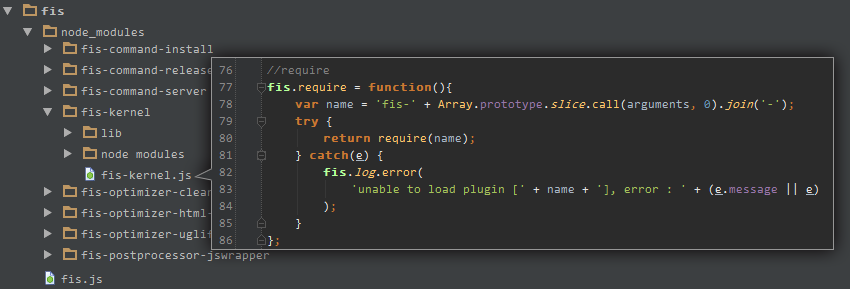 fis
node_modules
fis-command-install
fis-command-release
fis-command-server
fis-kernel
lib
node modules
fis-kernel.js
fis-optimizer-clean
fis-optimizer-html-
fis-optimizer-uglif
fis-postprocessor-jswrapper
fis.js
76 //require
77 fis.require = function(){
78 var name = 'fis-' + Array.prototype.slice.call(arguments, 0).join('-');
79 try {
80 return require(name);
81 } catch(e) {
82 fis.log.error(
83 'unable to load plugin [' + name + '], error : ' + (e.message || e)
84 );
85 }
86 };